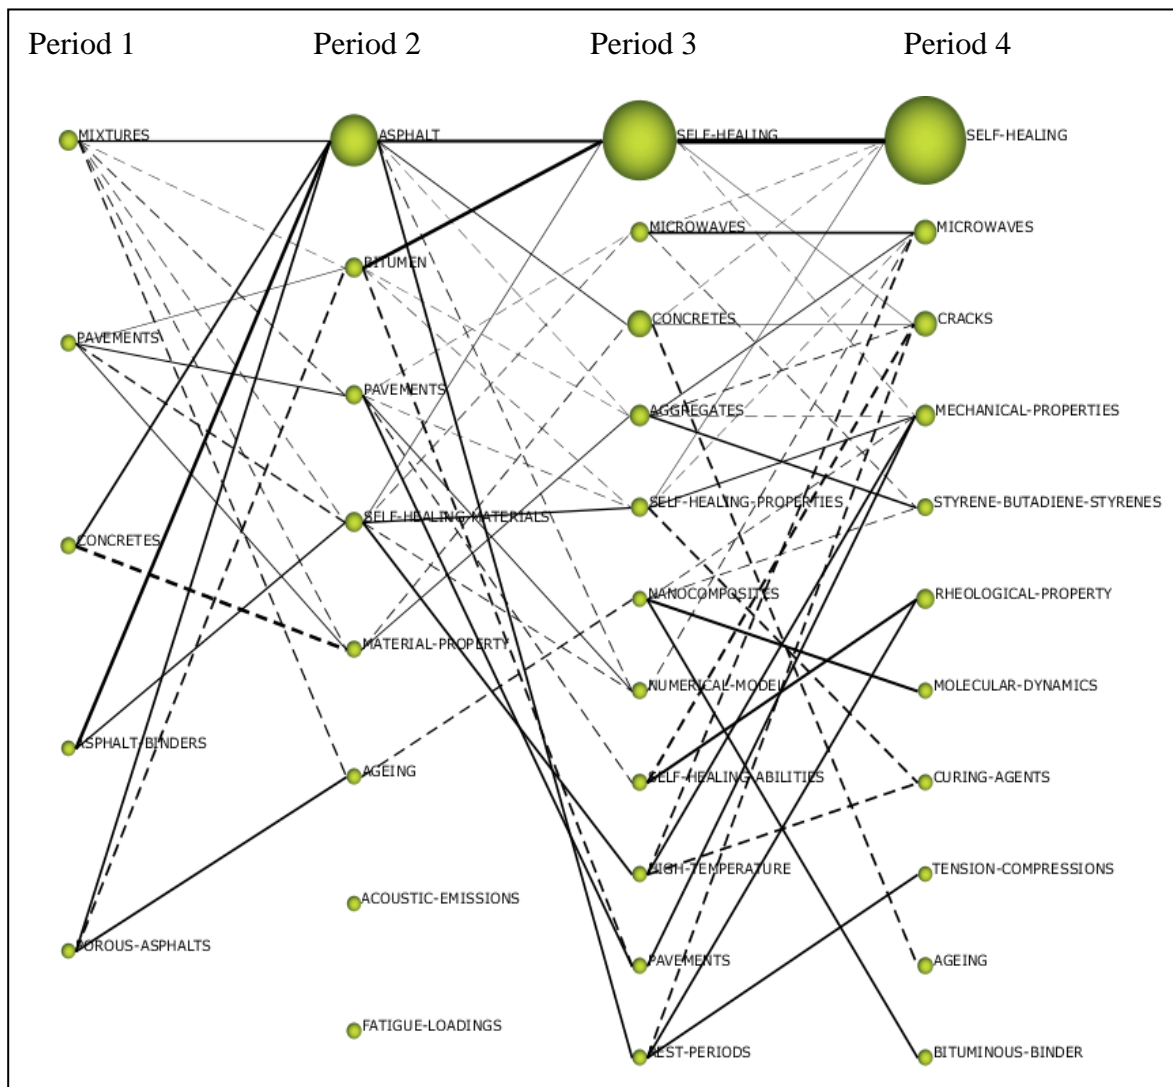 Period 1 Period 2 Period 3 Period 4
MIXTURES
PAVEMENTS
CONCRETES
ASPHALT-BINDERS
POROUS-ASPHALTS
ASPHALT
BITUMEN
PAVEMENTS
SELF-HEALING-MATERIALS
MATERIAL-PROPERTY
AGEING
ACOUSTIC-EMISSIONS
FATIGUE-LOADINGS
SELF-HEALING
MICROWAVES
CONCRETES
AGGREGATES
SELF-HEALING-PROPERTIES
NANOCOMPOSITES
NUMERICAL-MODEL
SELF-HEALING-ABILITIES
HIGH-TEMPERATURE
PAVEMENTS
REST-PERIODS
SELF-HEALING
MICROWAVES
CRACKS
MECHANICAL-PROPERTIES
STYRENE-BUTADIENE-STYRENES
RHEOLOGICAL-PROPERTY
MOLECULAR-DYNAMICS
CURING-AGENTS
TENSION-COMPRESSIONS
AGEING
BITUMINOUS-BINDER